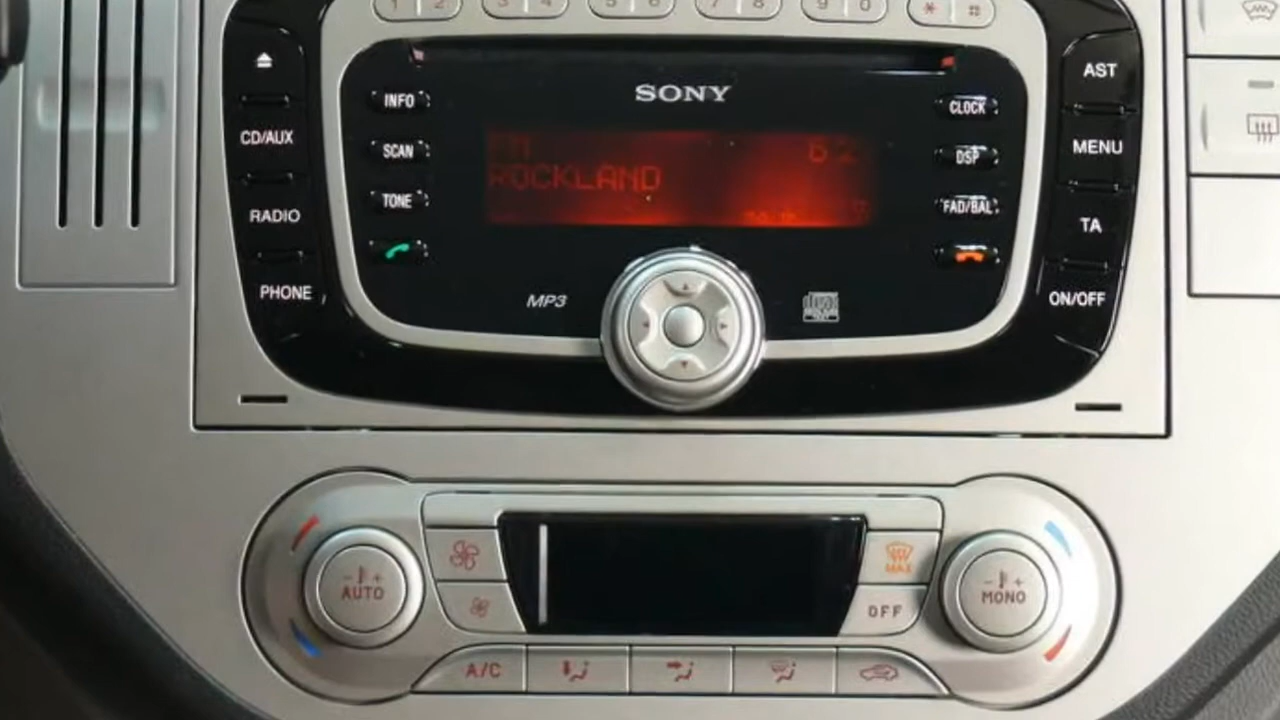 1 2
3 4
5 6
7 8
9 0
* #
SONY
INFO
CLOCK
AST
CD/AUX
SCAN
DSP
MENU
ROCKLAND
RADIO
TONE
FAD/BAL
TA
PHONE
MP3
ON/OFF
AUTO
MAX
OFF
MONO
A/C